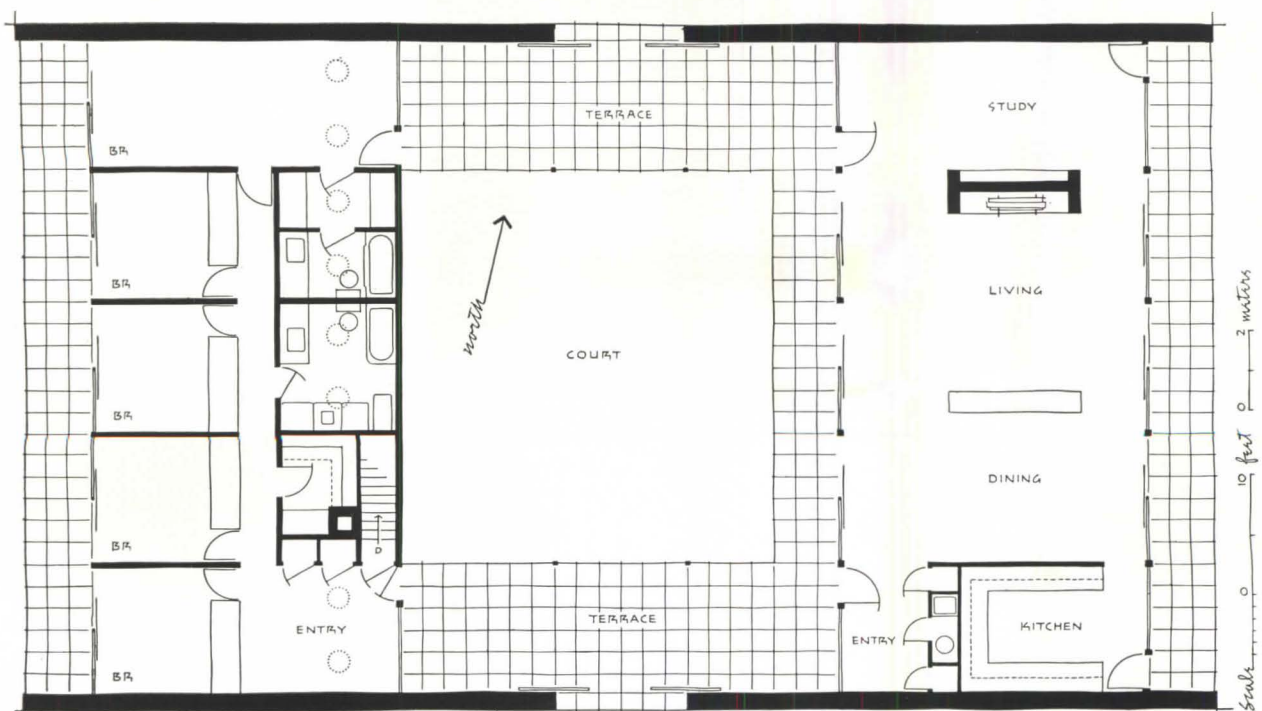 TERRACE
STUDY
BR
BR
LIVING
north
COURT
BR
DINING
BR
ENTRY
TERRACE
ENTRY
KITCHEN
BR
D
Scale 0 10 feet 0 2 meters